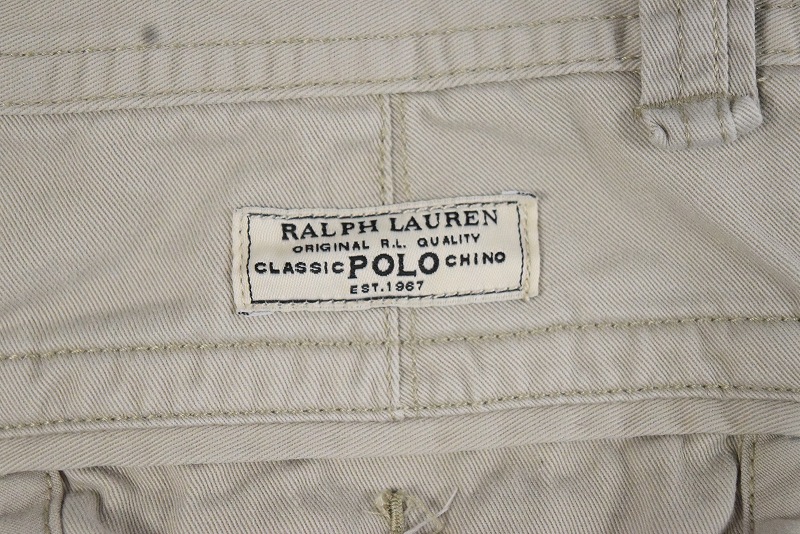 RALPH LAUREN
ORIGINAL R.L. QUALITY
CLASSIC POLO CHINO
EST.1967